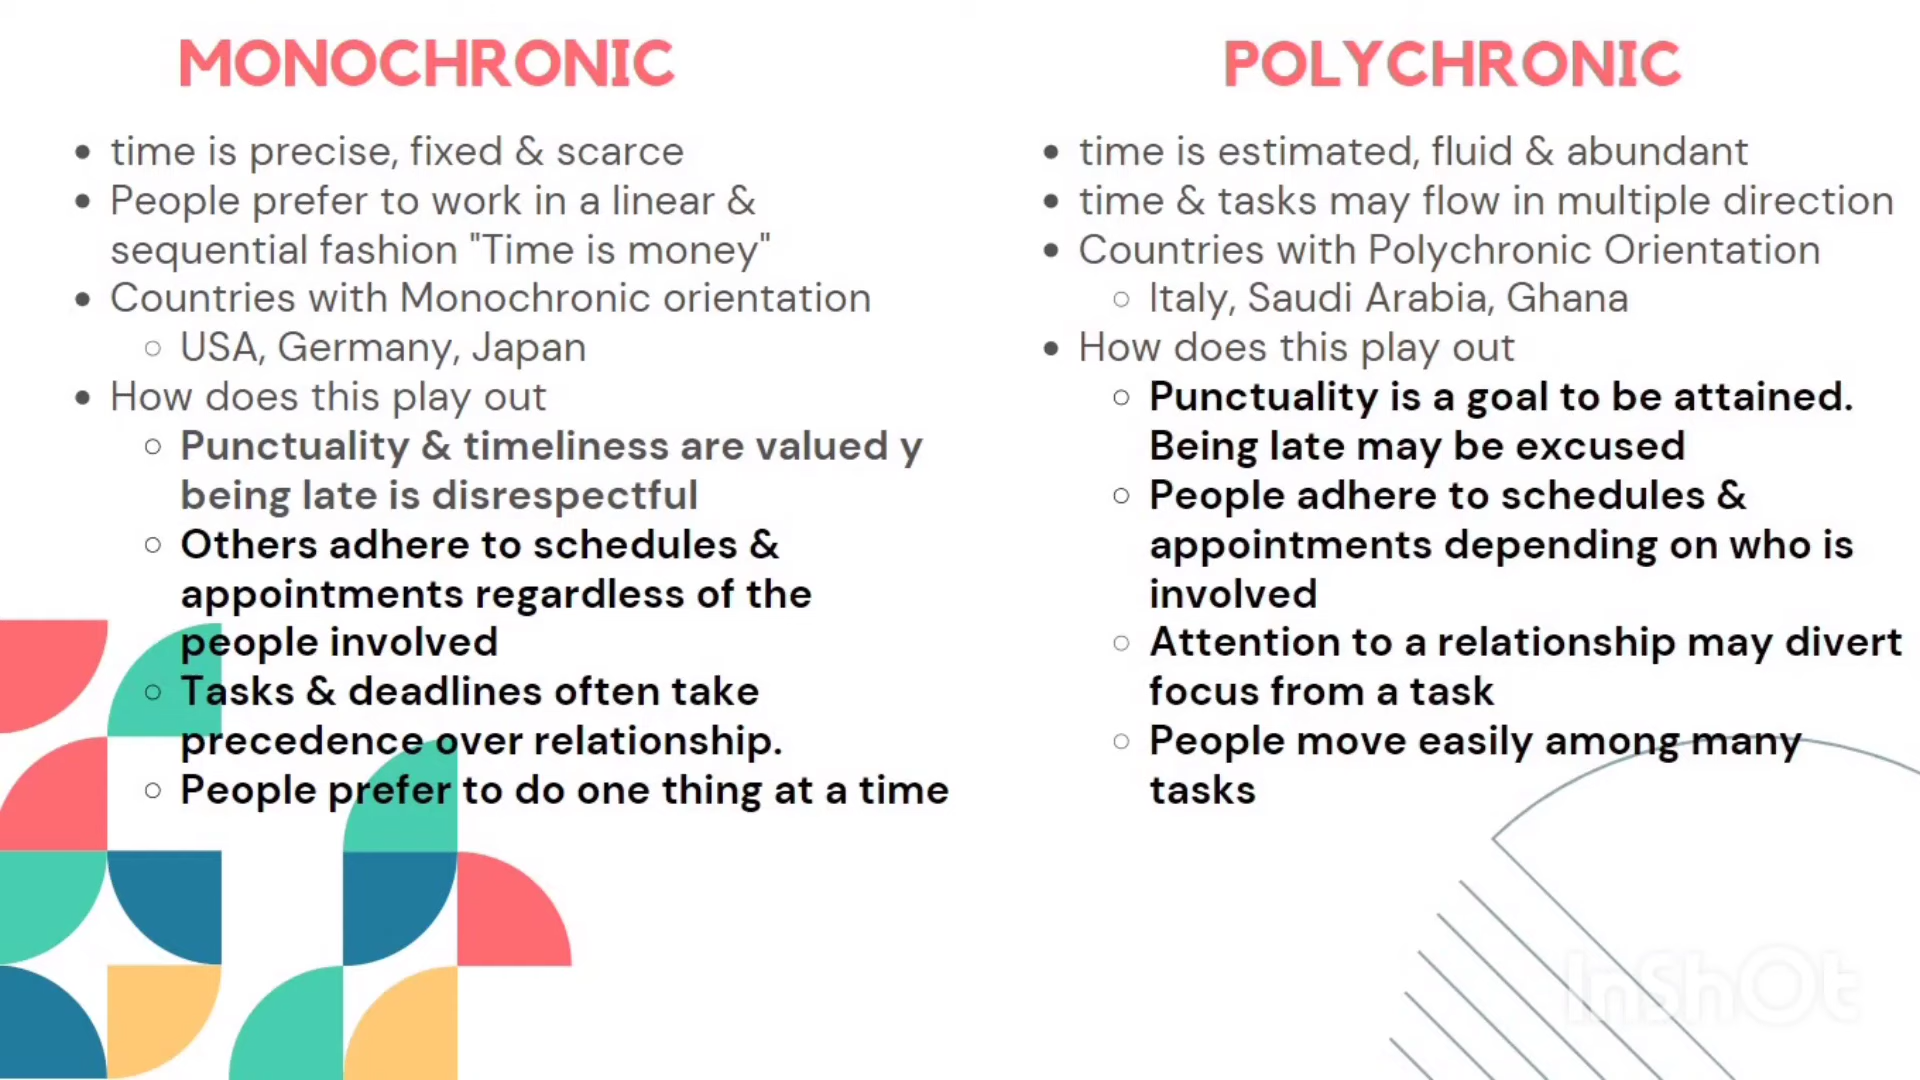 MONOCHRONIC
• time is precise, fixed & scarce
• People prefer to work in a linear &
sequential fashion "Time is money"
• Countries with Monochronic orientation
○ USA, Germany, Japan
• How does this play out
○ Punctuality & timeliness are valued y
being late is disrespectful
○ Others adhere to schedules &
appointments regardless of the
people involved
○ Tasks & deadlines often take
precedence over relationship.
○ People prefer to do one thing at a time
POLYCHRONIC
• time is estimated, fluid & abundant
• time & tasks may flow in multiple direction
• Countries with Polychronic Orientation
○ Italy, Saudi Arabia, Ghana
• How does this play out
○ Punctuality is a goal to be attained.
Being late may be excused
○ People adhere to schedules &
appointments depending on who is
involved
○ Attention to a relationship may divert
focus from a task
○ People move easily among many
tasks
InShOt